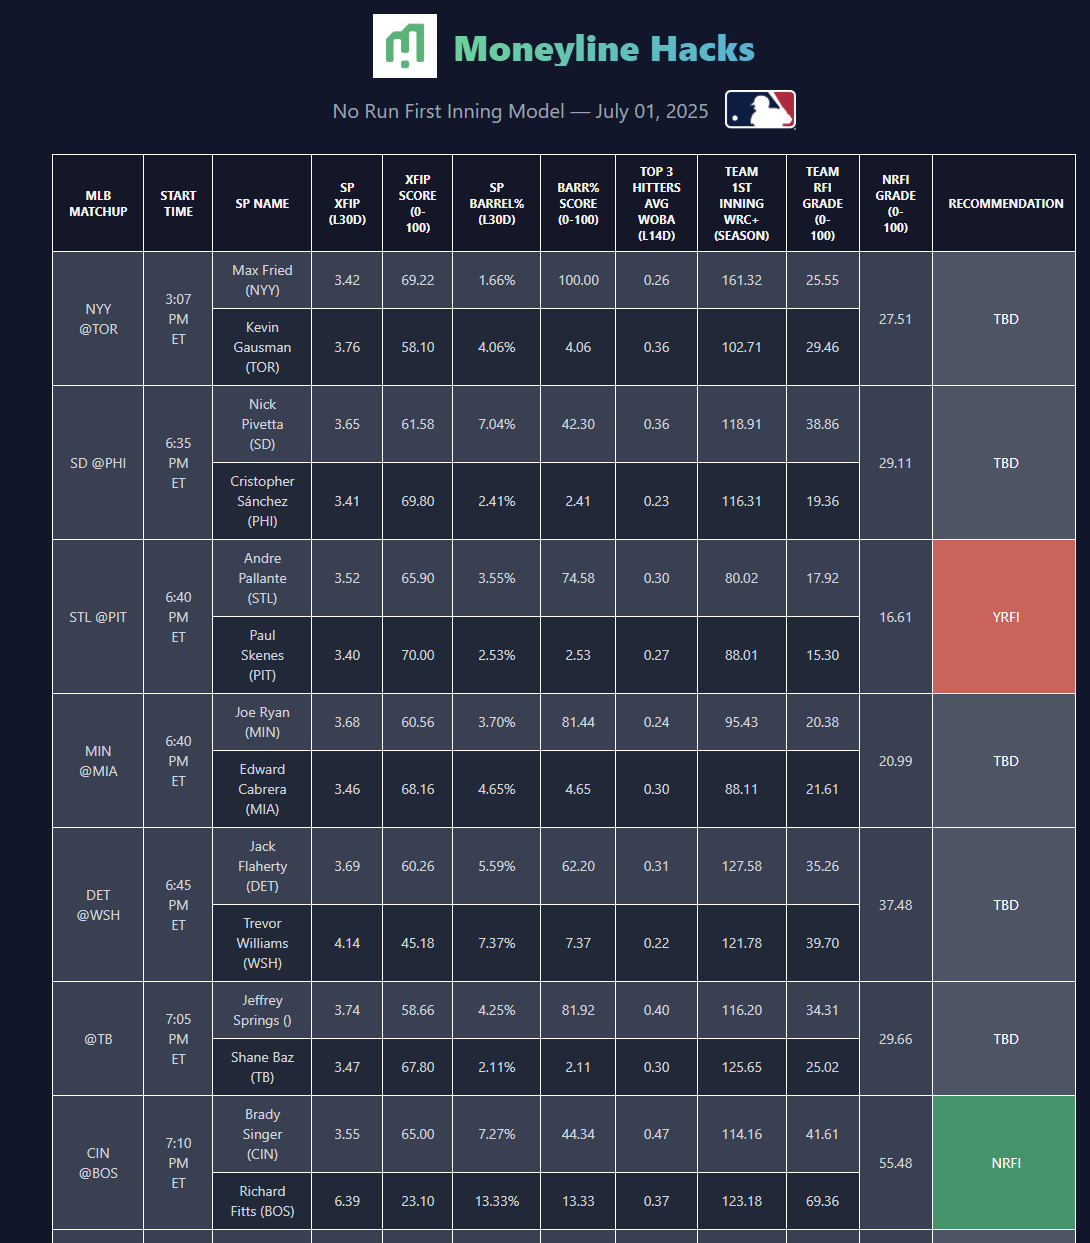 Moneyline Hacks
No Run First Inning Model — July 01, 2025
MLB MATCHUP | START TIME | SP NAME | SP XFIP (L30D) | XFIP SCORE (0-100) | SP BARREL% (L30D) | BARR% SCORE (0-100) | TOP 3 HITTERS AVG WOBA (L14D) | TEAM 1ST INNING WRC+ (SEASON) | TEAM RFI GRADE (0-100) | NRFI GRADE (0-100) | RECOMMENDATION
NYY @TOR | 3:07 PM ET | Max Fried (NYY) | 3.42 | 69.22 | 1.66% | 100.00 | 0.26 | 161.32 | 25.55 | 27.51 | TBD
Kevin Gausman (TOR) | 3.76 | 58.10 | 4.06% | 4.06 | 0.36 | 102.71 | 29.46
SD @PHI | 6:35 PM ET | Nick Pivetta (SD) | 3.65 | 61.58 | 7.04% | 42.30 | 0.36 | 118.91 | 38.86 | 29.11 | TBD
Cristopher Sánchez (PHI) | 3.41 | 69.80 | 2.41% | 2.41 | 0.23 | 116.31 | 19.36
STL @PIT | 6:40 PM ET | Andre Pallante (STL) | 3.52 | 65.90 | 3.55% | 74.58 | 0.30 | 80.02 | 17.92 | 16.61 | YRFI
Paul Skenes (PIT) | 3.40 | 70.00 | 2.53% | 2.53 | 0.27 | 88.01 | 15.30
MIN @MIA | 6:40 PM ET | Joe Ryan (MIN) | 3.68 | 60.56 | 3.70% | 81.44 | 0.24 | 95.43 | 20.38 | 20.99 | TBD
Edward Cabrera (MIA) | 3.46 | 68.16 | 4.65% | 4.65 | 0.30 | 88.11 | 21.61
DET @WSH | 6:45 PM ET | Jack Flaherty (DET) | 3.69 | 60.26 | 5.59% | 62.20 | 0.31 | 127.58 | 35.26 | 37.48 | TBD
Trevor Williams (WSH) | 4.14 | 45.18 | 7.37% | 7.37 | 0.22 | 121.78 | 39.70
@TB | 7:05 PM ET | Jeffrey Springs () | 3.74 | 58.66 | 4.25% | 81.92 | 0.40 | 116.20 | 34.31 | 29.66 | TBD
Shane Baz (TB) | 3.47 | 67.80 | 2.11% | 2.11 | 0.30 | 125.65 | 25.02
CIN @BOS | 7:10 PM ET | Brady Singer (CIN) | 3.55 | 65.00 | 7.27% | 44.34 | 0.47 | 114.16 | 41.61 | 55.48 | NRFI
Richard Fitts (BOS) | 6.39 | 23.10 | 13.33% | 13.33 | 0.37 | 123.18 | 69.36